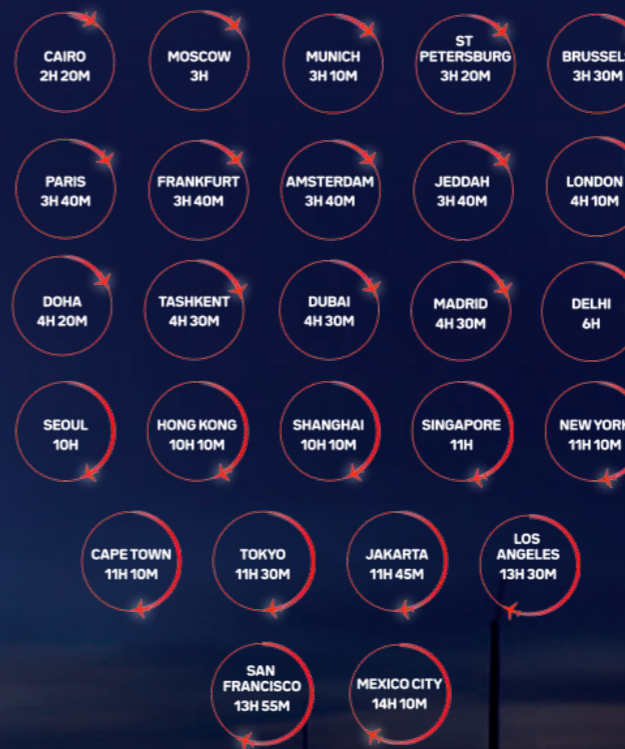 CAIRO
2H 20M
MOSCOW
3H
MUNICH
3H 10M
ST
PETERSBURG
3H 20M
BRUSSELS
3H 30M
PARIS
3H 40M
FRANKFURT
3H 40M
AMSTERDAM
3H 40M
JEDDAH
3H 40M
LONDON
4H 10M
DOHA
4H 20M
TASHKENT
4H 30M
DUBAI
4H 30M
MADRID
4H 30M
DELHI
6H
SEOUL
10H
HONG KONG
10H 10M
SHANGHAI
10H 10M
SINGAPORE
11H
NEW YORK
11H 10M
CAPE TOWN
11H 10M
TOKYO
11H 30M
JAKARTA
11H 45M
LOS
ANGELES
13H 30M
SAN
FRANCISCO
13H 55M
MEXICO CITY
14H 10M